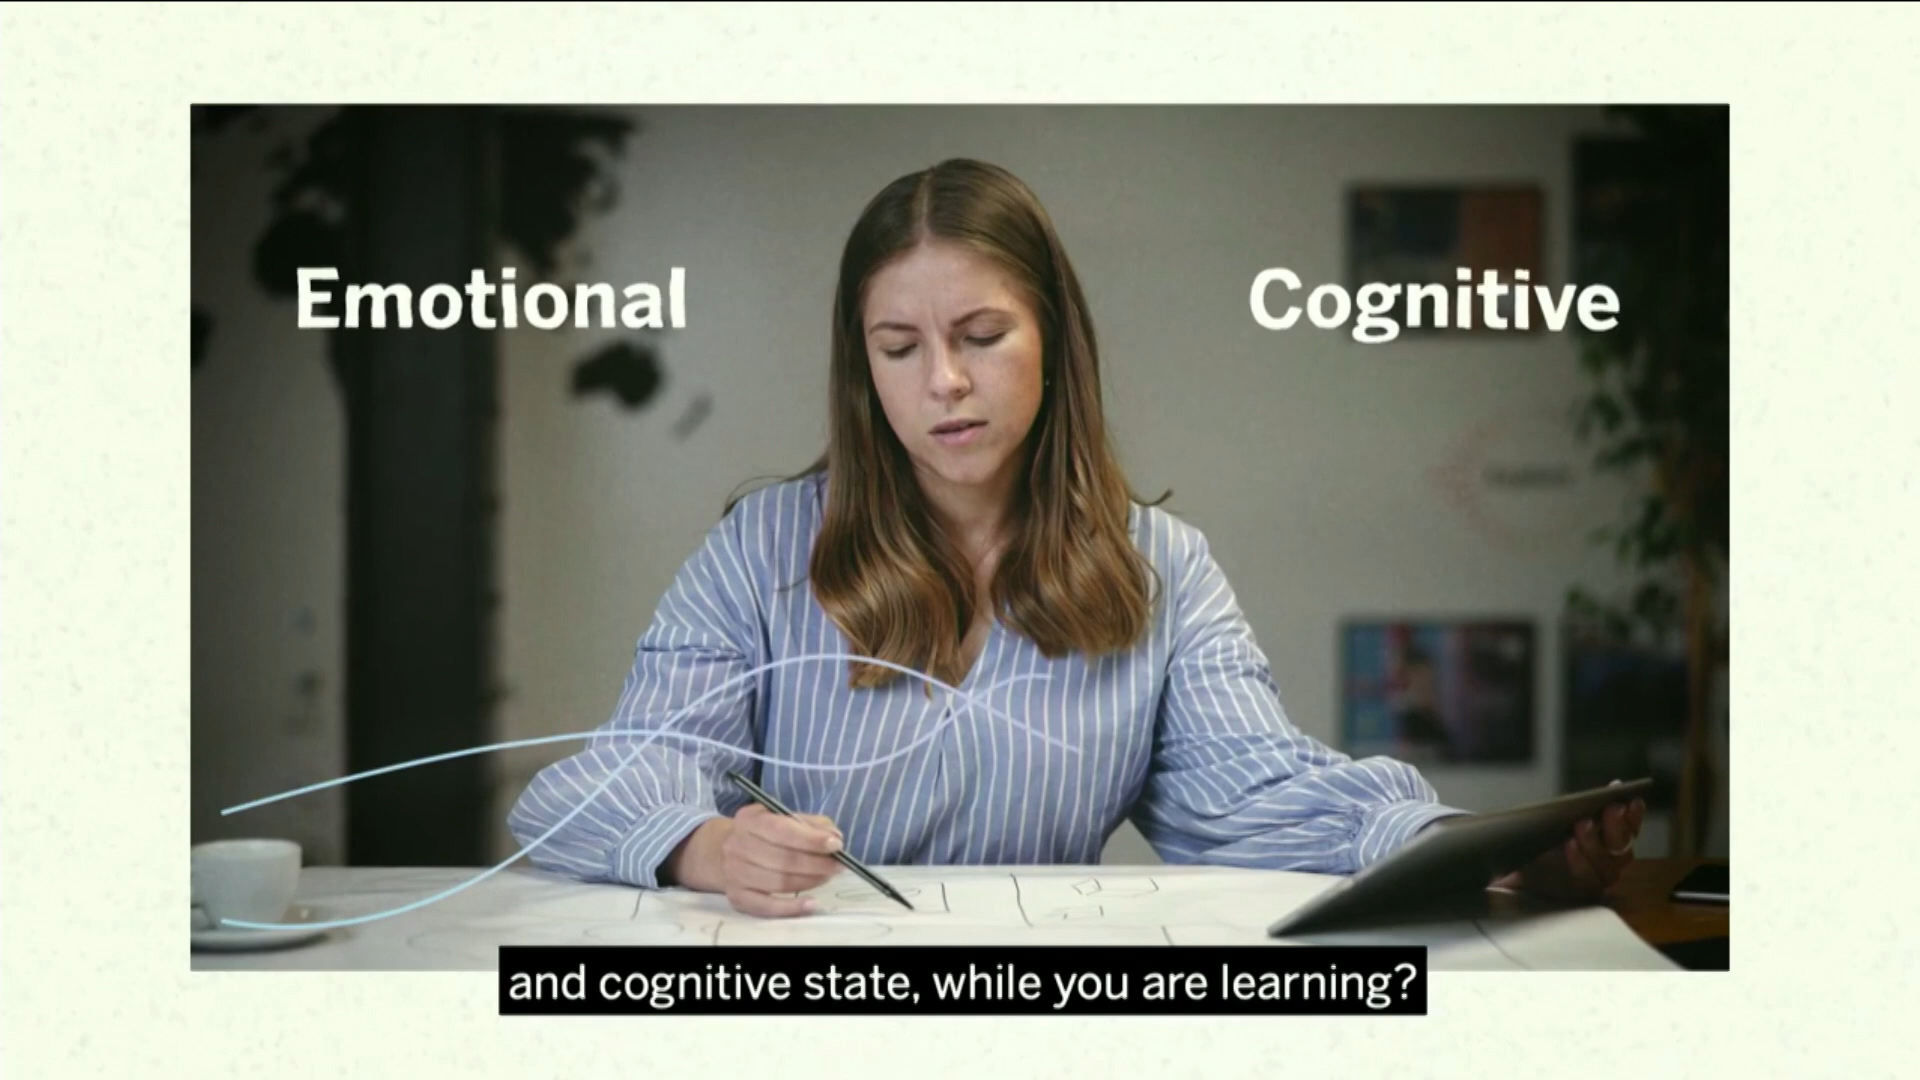 Emotional
Cognitive
and cognitive state, while you are learning?